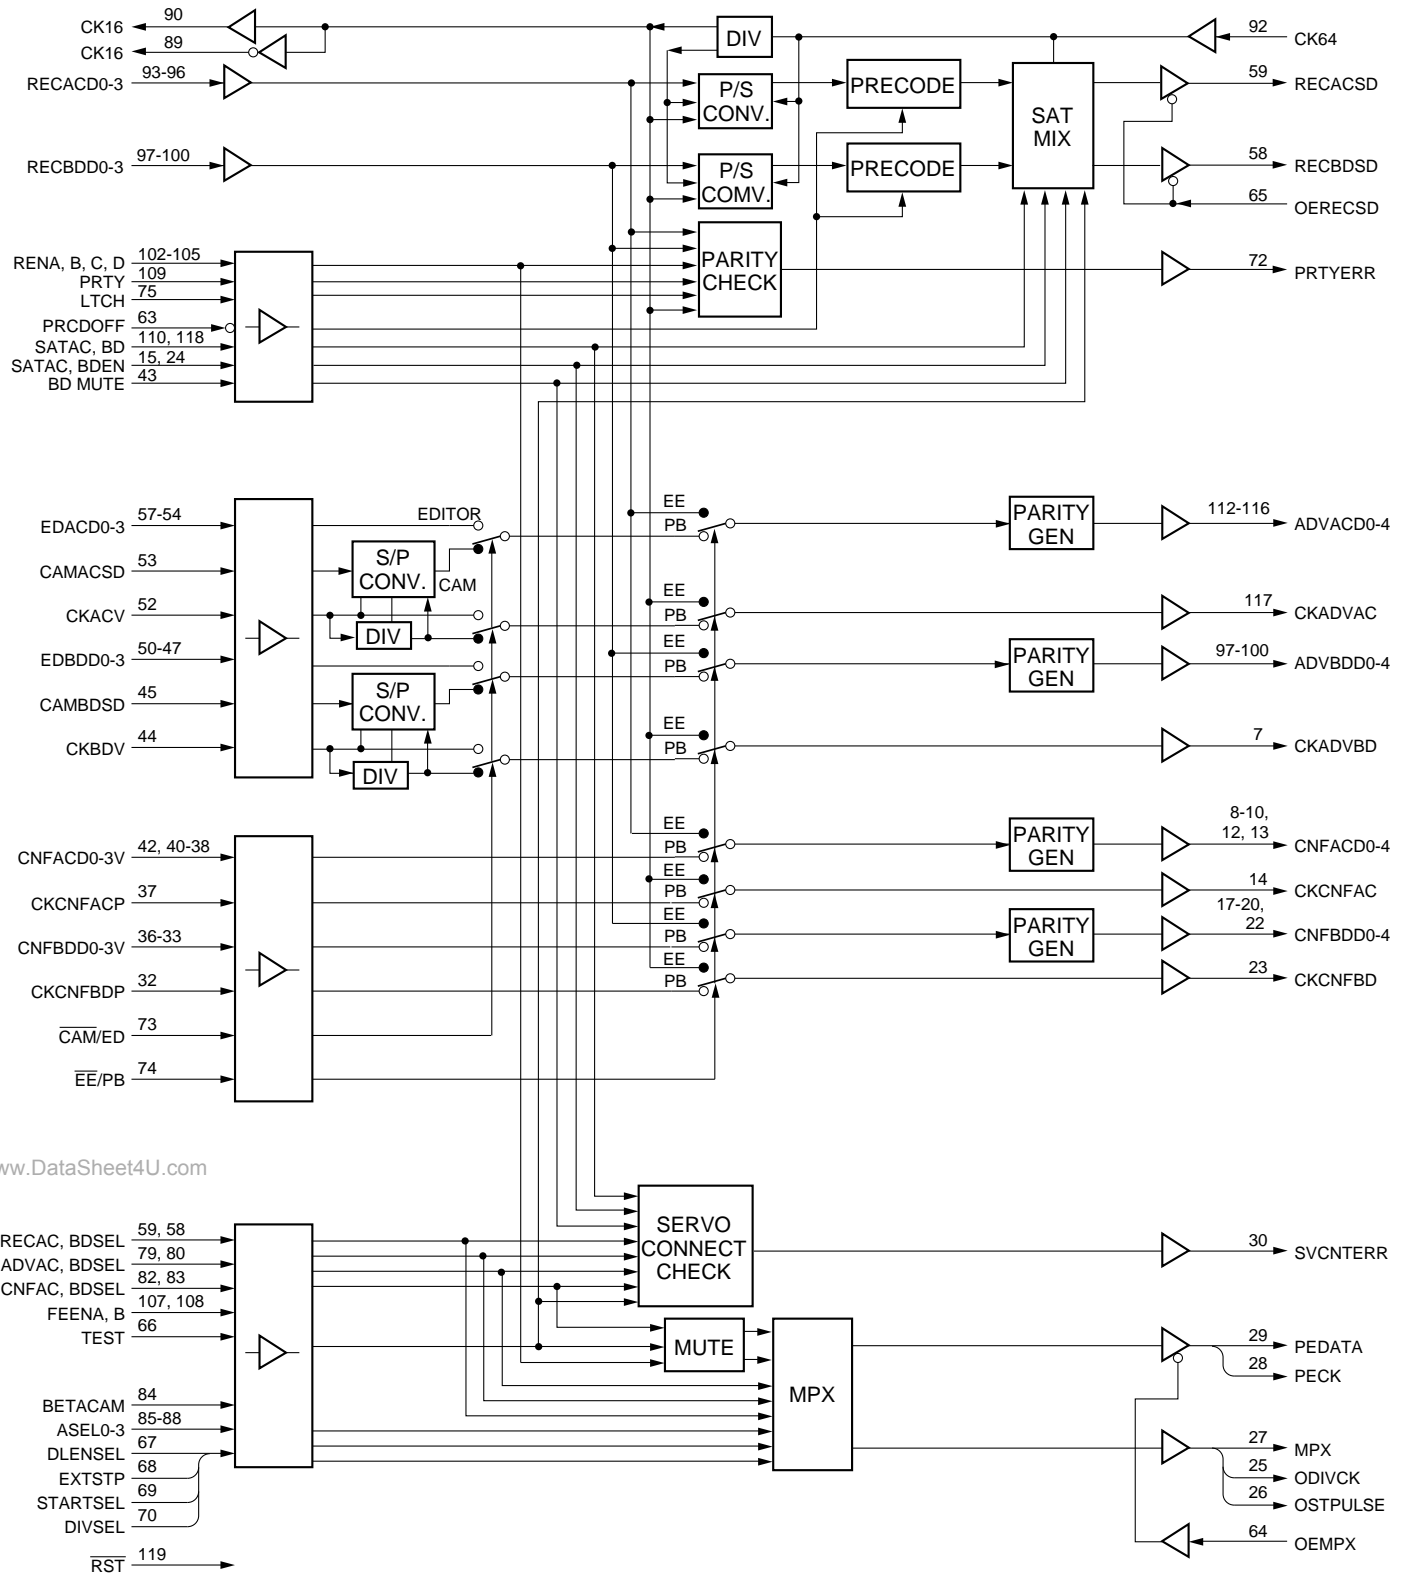 CK16 90
CK16 89
DIV
92 CK64
RECACD0-3 93-96
P/S
CONV.
PRECODE
SAT
MIX
59 RECACSD
RECBDD0-3 97-100
P/S
COMV.
PRECODE
58 RECBDSD
65 OERECSD
RENA, B, C, D 102-105
PRTY 109
LTCH 75
PRCDOFF 63
SATAC, BD 110, 118
SATAC, BDEN 15, 24
BD MUTE 43
PARITY
CHECK
72 PRTYERR
EDACD0-3 57-54
CAMACSD 53
CKACV 52
EDBDD0-3 50-47
CAMBDSD 45
CKBDV 44
EDITOR
S/P
CONV.
CAM
DIV
S/P
CONV.
DIV
EE
PB
PARITY
GEN
112-116 ADVACD0-4
EE
PB
117 CKADVAC
EE
PB
PARITY
GEN
97-100 ADVBDD0-4
EE
PB
7 CKADVBD
CNFACD0-3V 42, 40-38
CKCNFACP 37
CNFBDD0-3V 36-33
CKCNFBDP 32
CAM/ED 73
EE/PB 74
EE
PB
PARITY
GEN
8-10,
12, 13 CNFACD0-4
EE
PB
14 CKCNFAC
EE
PB
PARITY
GEN
17-20,
22 CNFBDD0-4
EE
PB
23 CKCNFBD
ww.DataSheet4U.com
RECAC, BDSEL 59, 58
ADVAC, BDSEL 79, 80
CNFAC, BDSEL 82, 83
FEENA, B 107, 108
TEST 66
BETACAM 84
ASEL0-3 85-88
DLENSEL 67
EXTSTP 68
STARTSEL 69
DIVSEL 70
RST 119
SERVO
CONNECT
CHECK
30 SVCNTERR
MUTE
MPX
29 PEDATA
28 PECK
27 MPX
25 ODIVCK
26 OSTPULSE
64 OEMPX